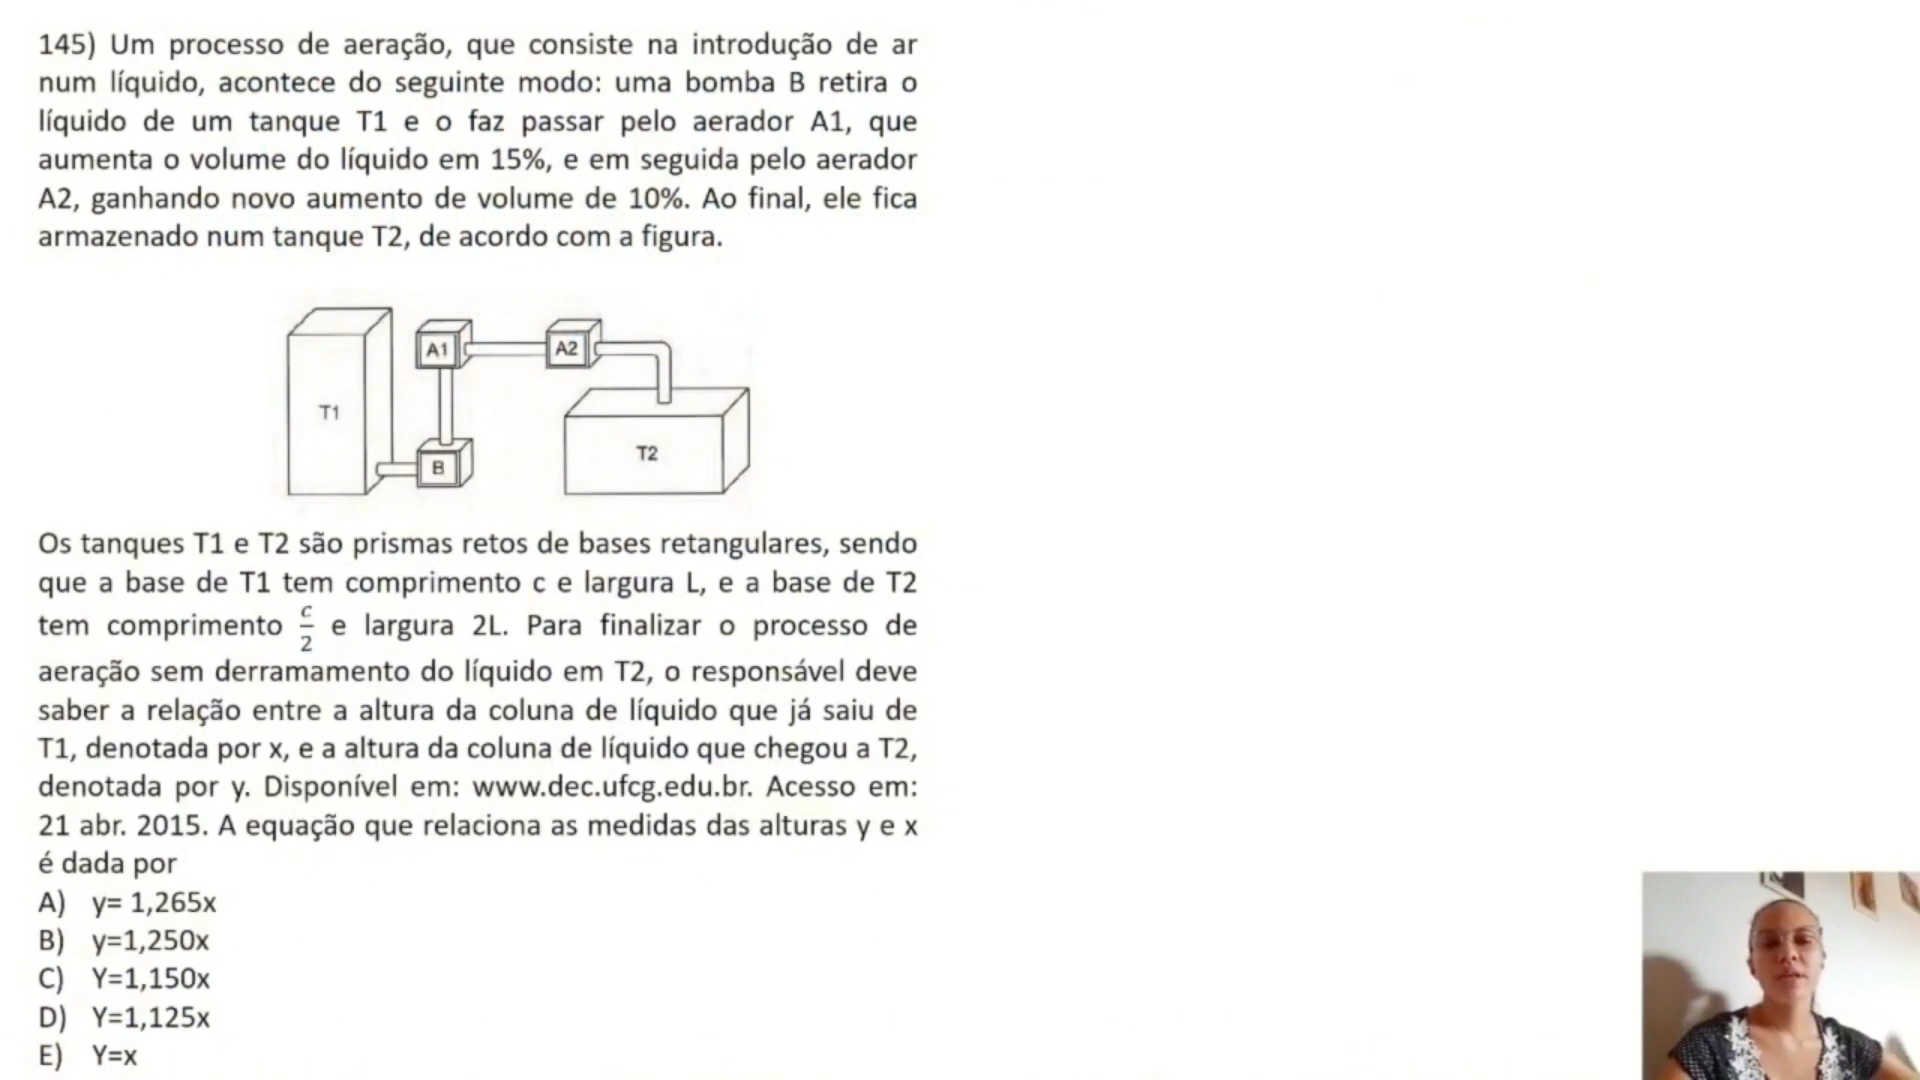 145) Um processo de aeração, que consiste na introdução de ar
num líquido, acontece do seguinte modo: uma bomba B retira o
líquido de um tanque T1 e o faz passar pelo aerador A1, que
aumenta o volume do líquido em 15%, e em seguida pelo aerador
A2, ganhando novo aumento de volume de 10%. Ao final, ele fica
armazenado num tanque T2, de acordo com a figura.
A1
A2
T1
T2
B
Os tanques T1 e T2 são prismas retos de bases retangulares, sendo
que a base de T1 tem comprimento c e largura L, e a base de T2
tem comprimento c/2 e largura 2L. Para finalizar o processo de
aeração sem derramamento do líquido em T2, o responsável deve
saber a relação entre a altura da coluna de líquido que já saiu de
T1, denotada por x, e a altura da coluna de líquido que chegou a T2,
denotada por y. Disponível em: www.dec.ufcg.edu.br. Acesso em:
21 abr. 2015. A equação que relaciona as medidas das alturas y e x
é dada por
A) y= 1,265x
B) y=1,250x
C) Y=1,150x
D) Y=1,125x
E) Y=x